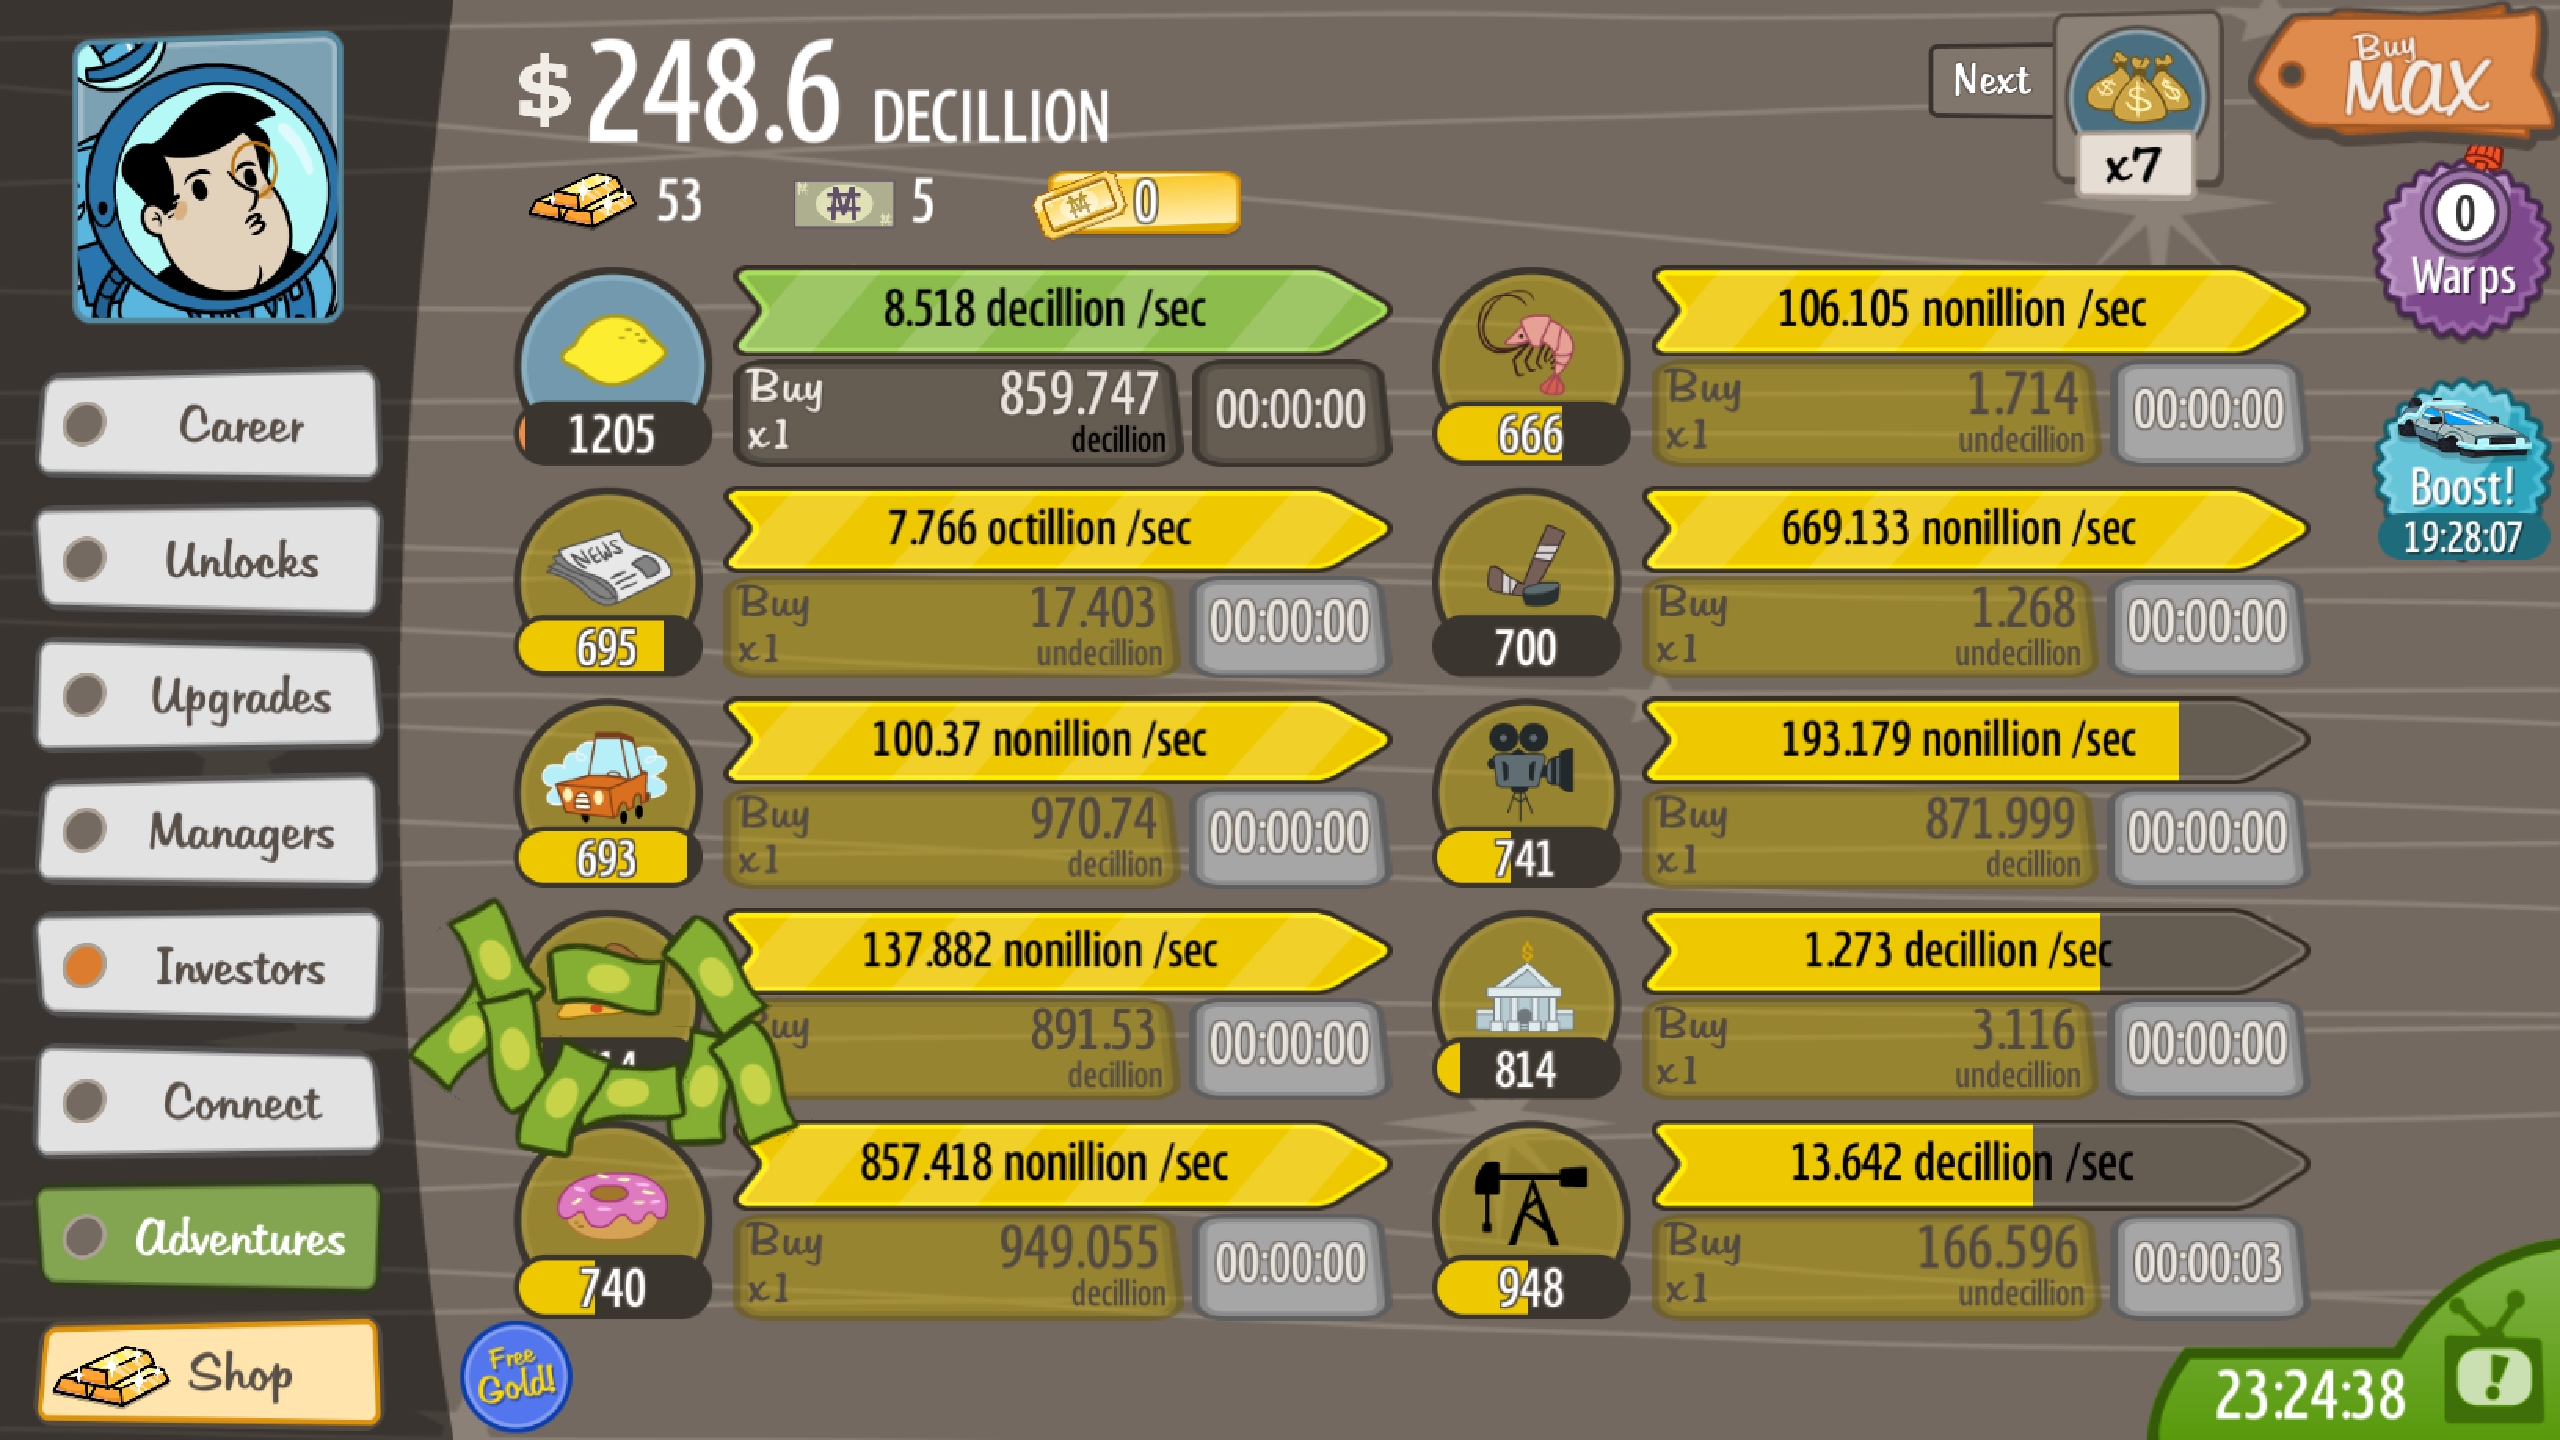 $248.6 DECILLION
Next
x7
Buy
MAX
53
5
0
0
Warps
Boost!
19:28:07
Career
Unlocks
Upgrades
Managers
Investors
Connect
Adventures
Shop
8.518 decillion /sec
1205
Buy
x1
859.747
decillion
00:00:00
106.105 nonillion /sec
666
Buy
x1
1.714
undecillion
00:00:00
NEWS
7.766 octillion /sec
695
Buy
x1
17.403
undecillion
00:00:00
669.133 nonillion /sec
700
Buy
x1
1.268
undecillion
00:00:00
100.37 nonillion /sec
693
Buy
x1
970.74
decillion
00:00:00
193.179 nonillion /sec
741
Buy
x1
871.999
decillion
00:00:00
137.882 nonillion /sec
891.53
decillion
00:00:00
1.273 decillion /sec
814
Buy
x1
3.116
undecillion
00:00:00
857.418 nonillion /sec
740
Buy
x1
949.055
decillion
00:00:00
13.642 decillion /sec
948
Buy
x1
166.596
undecillion
00:00:03
Free
Gold!
23:24:38